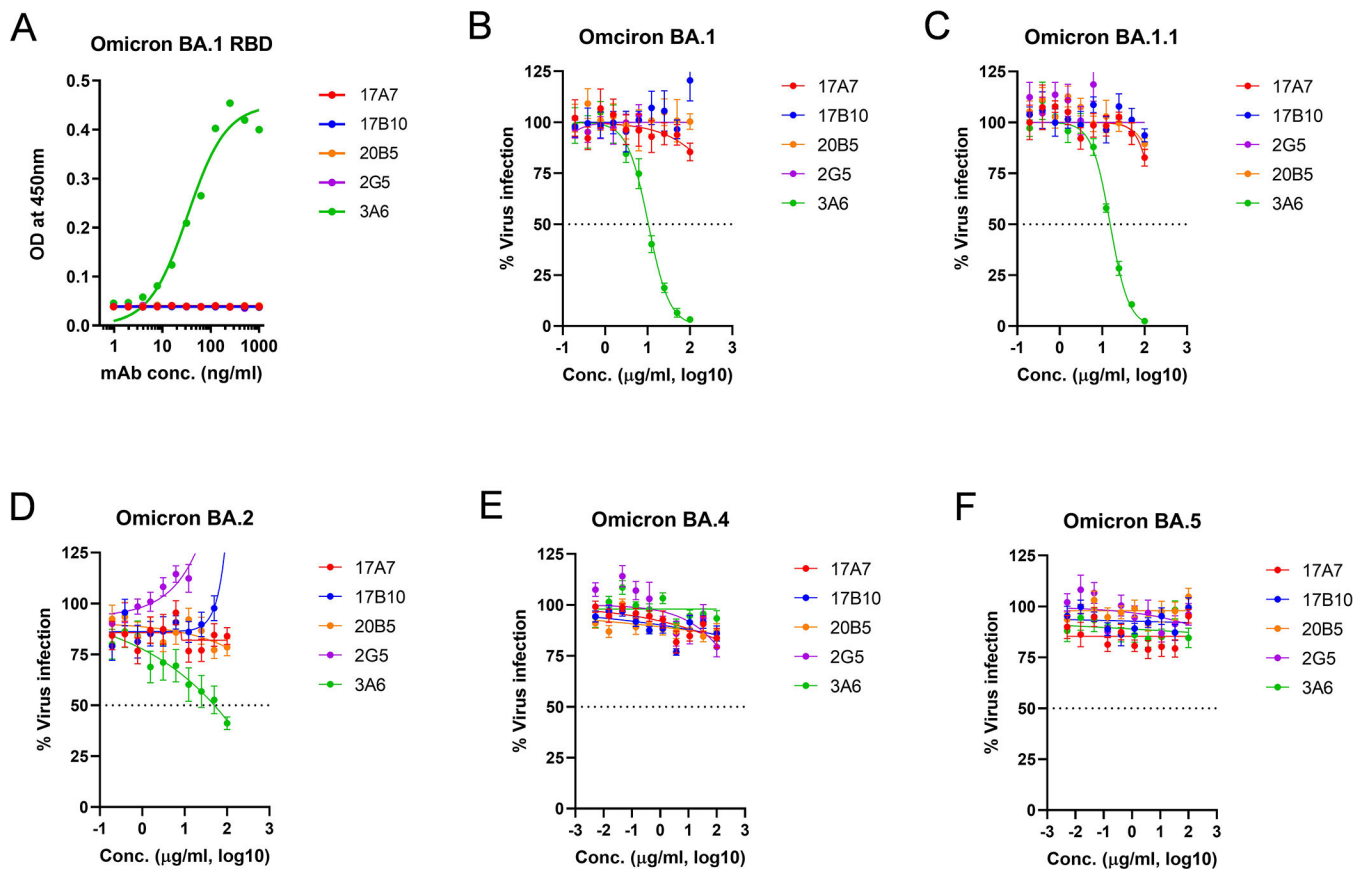 A
Omicron BA.1 RBD
OD at 450nm
0.5
0.4
0.3
0.2
0.1
0.0
1 10 100 1000
mAb conc. (ng/ml)
17A7
17B10
20B5
2G5
3A6
B
Omciron BA.1
% Virus infection
125
100
75
50
25
0
-1 0 1 2 3
Conc. (μg/ml, log10)
17A7
17B10
20B5
2G5
3A6
C
Omicron BA.1.1
% Virus infection
125
100
75
50
25
0
-1 0 1 2 3
Conc. (μg/ml, log10)
17A7
17B10
2G5
20B5
3A6
D
Omicron BA.2
% Virus infection
125
100
75
50
25
0
-1 0 1 2 3
Conc. (μg/ml, log10)
17A7
17B10
20B5
2G5
3A6
E
Omicron BA.4
% Virus infection
125
100
75
50
25
0
-3 -2 -1 0 1 2 3
Conc. (μg/ml, log10)
17A7
17B10
20B5
2G5
3A6
F
Omicron BA.5
% Virus infection
125
100
75
50
25
0
-3 -2 -1 0 1 2 3
Conc. (μg/ml, log10)
17A7
17B10
20B5
2G5
3A6